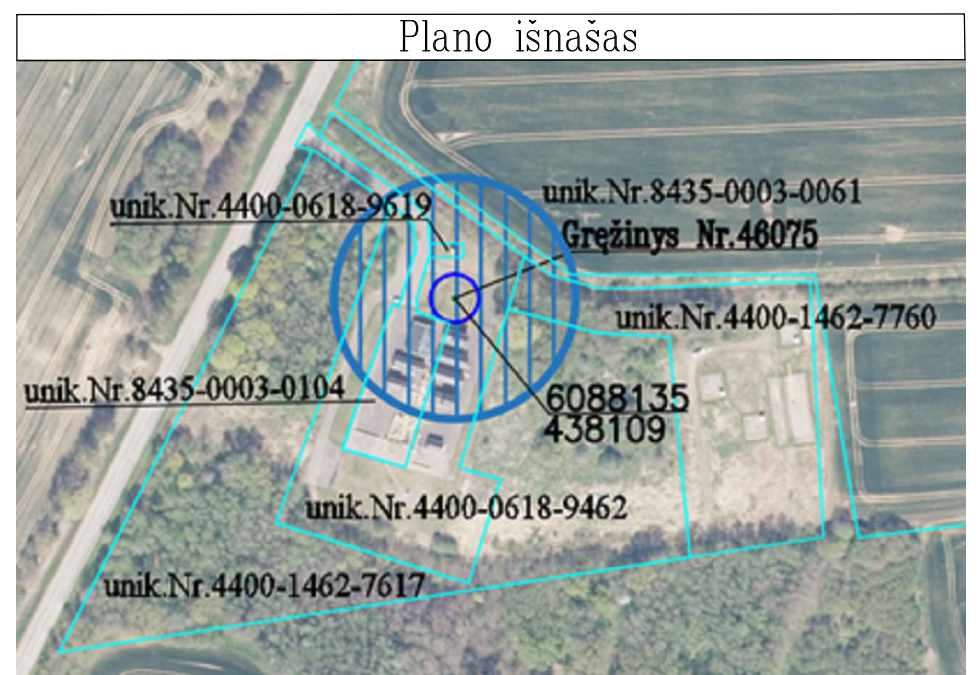 Plano išnašas
unik.Nr.8435-0003-0061
unik.Nr.4400-0618-9619
Gręžinys Nr.46075
unik.Nr.4400-1462-7760
unik.Nr.8435-0003-0104
6088135
438109
unik.Nr.4400-0618-9462
unik.Nr.4400-1462-7617